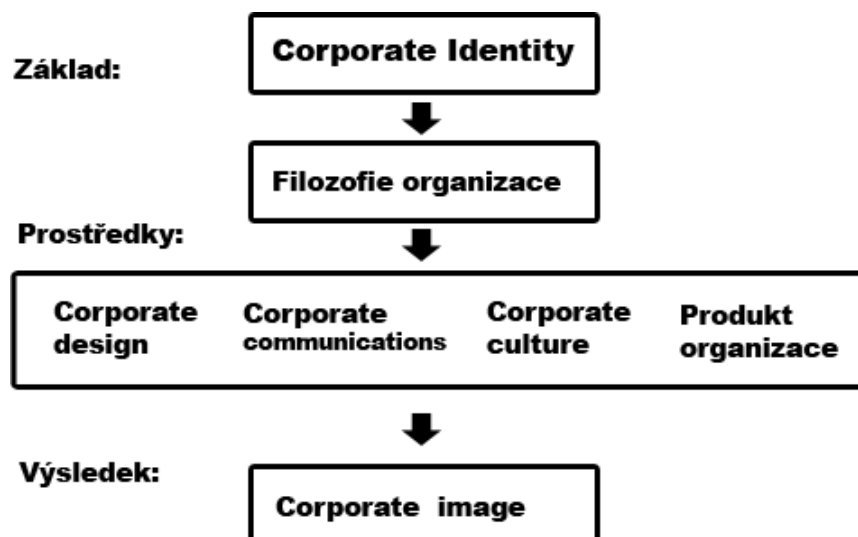 Základ:
Corporate Identity
Filozofie organizace
Prostředky:
Corporate design
Corporate communications
Corporate culture
Produkt organizace
Výsledek:
Corporate image